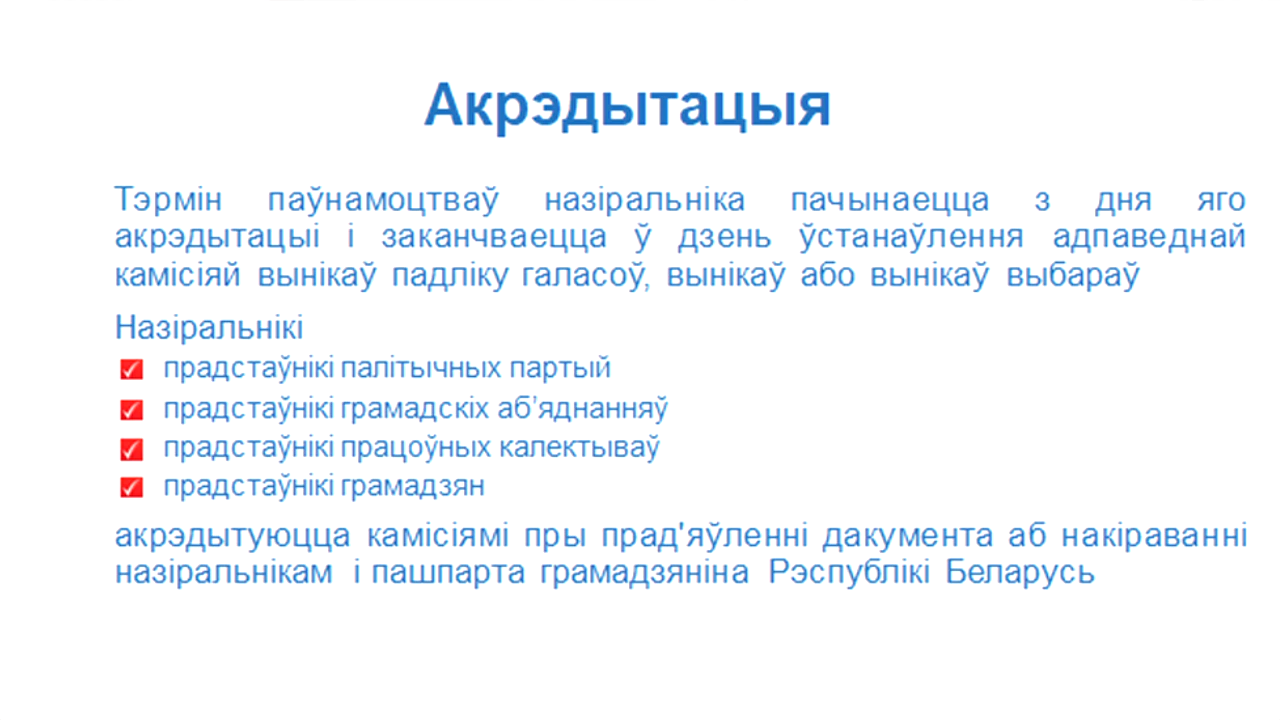 Акрэдытацыя
Тэрмін паўнамоцтваў назіральніка пачынаецца з дня яго
акрэдытацыі і заканчваецца ў дзень ўстанаўлення адпаведнай
камісіяй вынікаў падліку галасоў, вынікаў або вынікаў выбараў
Назіральнікі
прадстаўнікі палітычных партый
прадстаўнікі грамадскіх аб’яднанняў
прадстаўнікі працоўных калектываў
прадстаўнікі грамадзян
акрэдытуюцца камісіямі пры прад'яўленні дакумента аб накіраванні
назіральнікам і пашпарта грамадзяніна Рэспублікі Беларусь